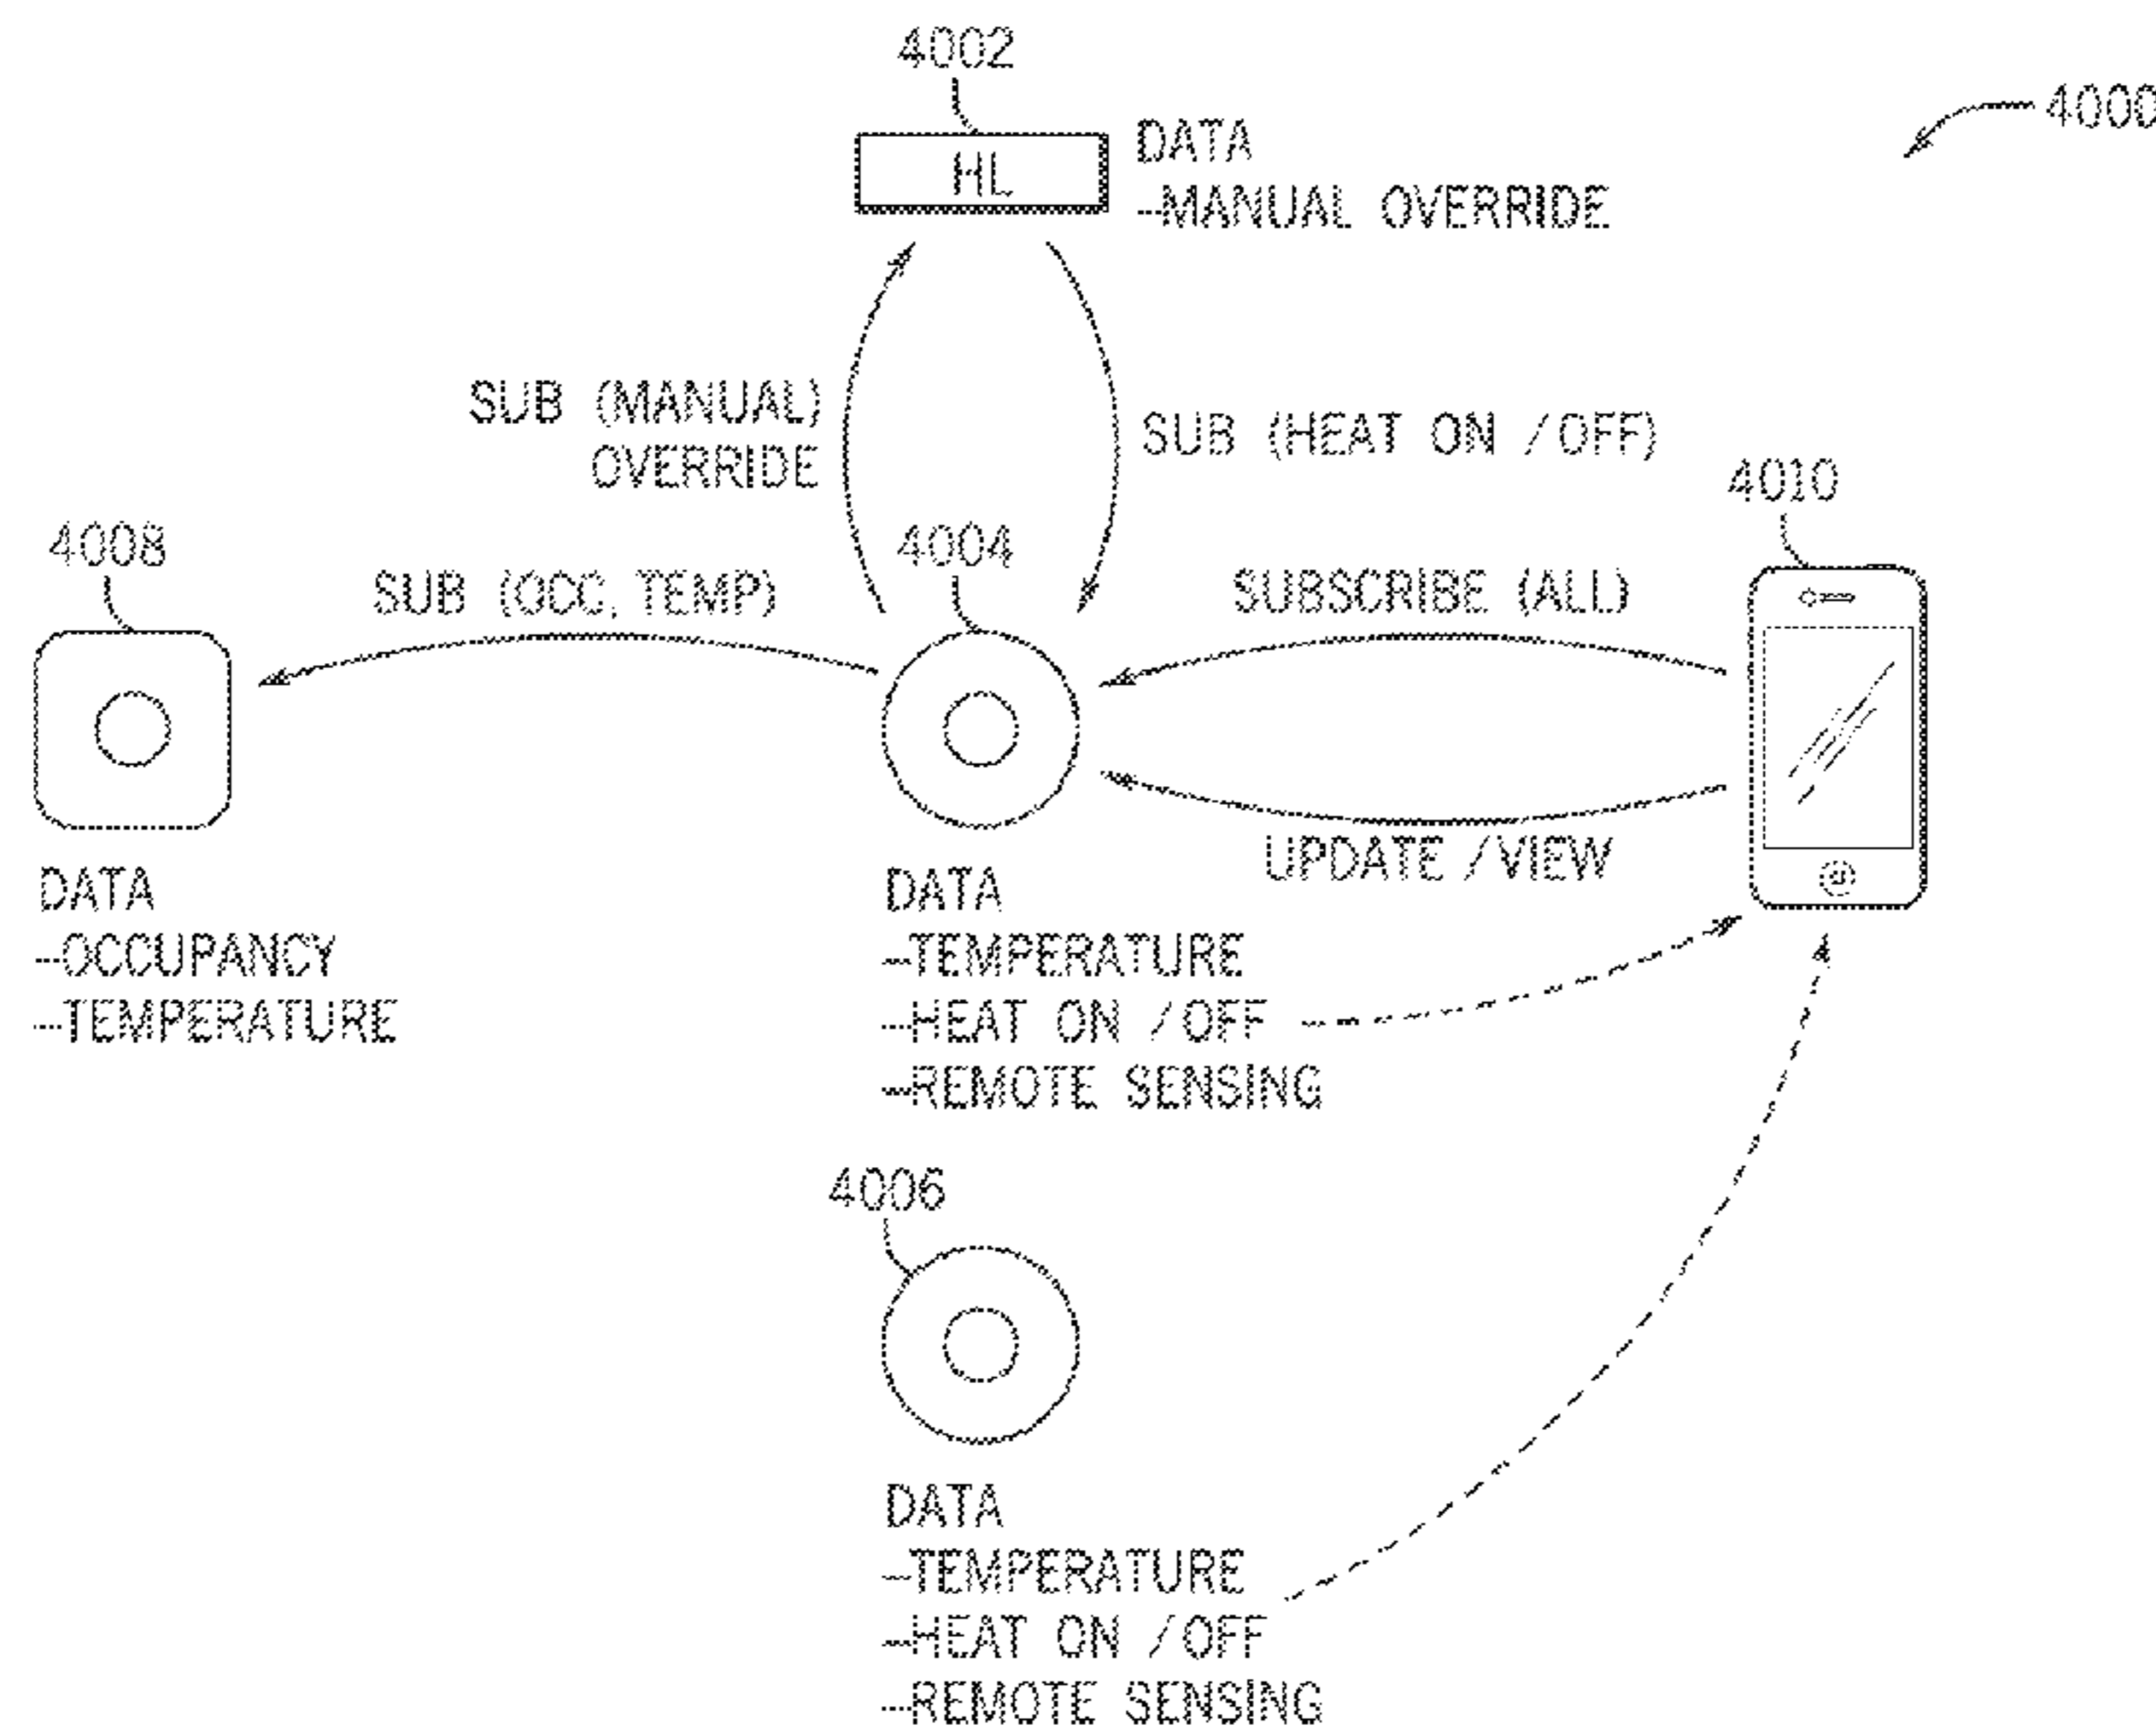 4002
4000
HL
DATA
-MANUAL OVERRIDE
SUB (MANUAL)
OVERRIDE
SUB (HEAT ON /OFF)
4010
4008
SUB (OCC, TEMP)
4004
SUBSCRIBE (ALL)
UPDATE /VIEW
DATA
-OCCUPANCY
-TEMPERATURE
DATA
-TEMPERATURE
-HEAT ON /OFF
-REMOTE SENSING
4006
DATA
-TEMPERATURE
-HEAT ON /OFF
-REMOTE SENSING